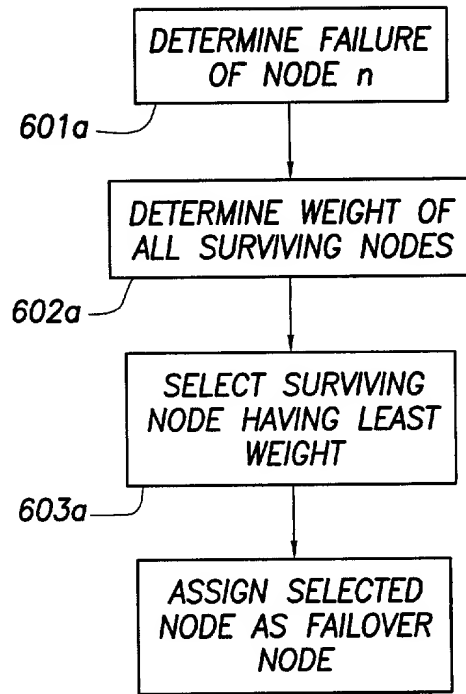 DETERMINE FAILURE
OF NODE n
601a
DETERMINE WEIGHT OF
ALL SURVIVING NODES
602a
SELECT SURVIVING
NODE HAVING LEAST
WEIGHT
603a
ASSIGN SELECTED
NODE AS FAILOVER
NODE